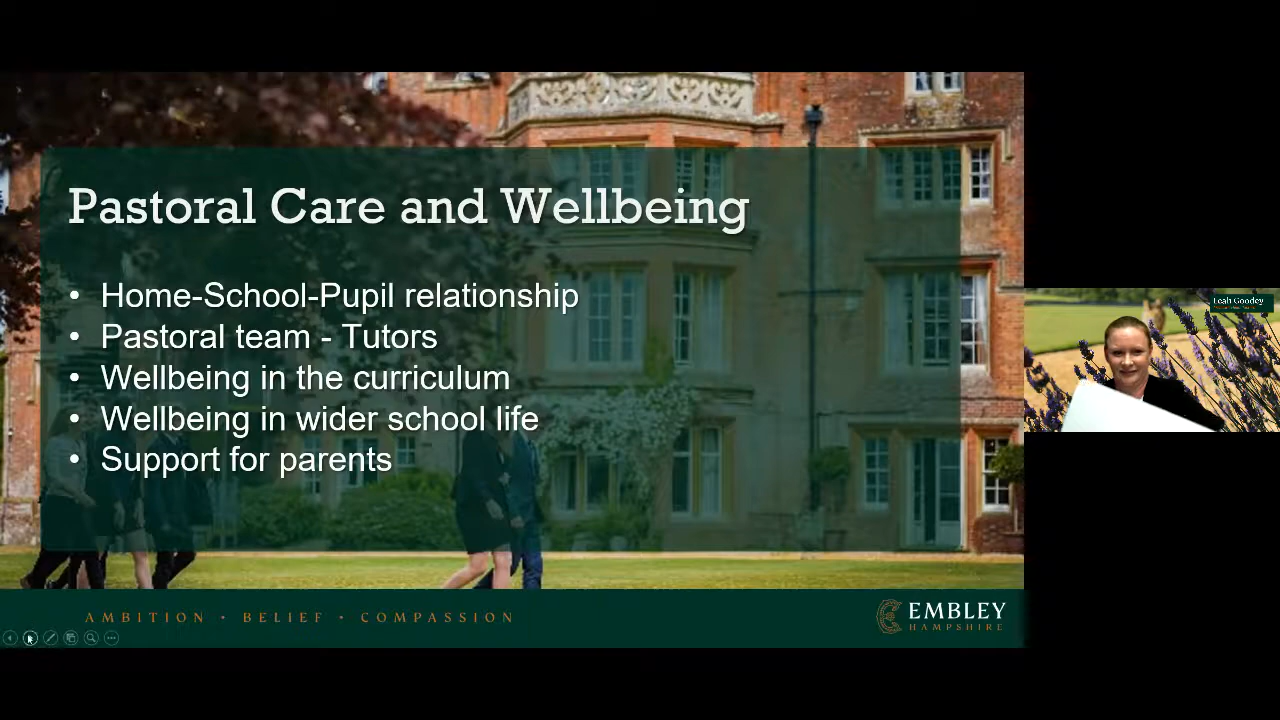 Pastoral Care and Wellbeing
• Home-School-Pupil relationship
• Pastoral team - Tutors
• Wellbeing in the curriculum
• Wellbeing in wider school life
• Support for parents
Leah Goodey
AMBITION · BELIEF · COMPASSION
EMBLEY
HAMPSHIRE